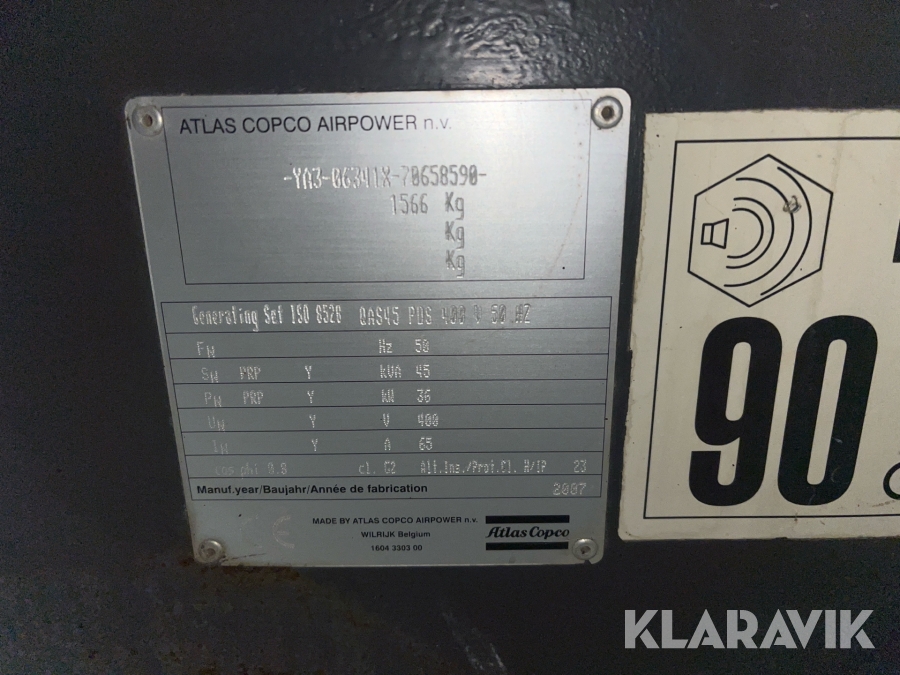 ATLAS COPCO AIRPOWER n.v.
-YA3-06341X-70658590-
1566 Kg
Kg
Kg
Generating Set ISO 8528 QAS45 PDS 400 V 50 HZ
FN Hz 50
SN PRP Y kVA 45
PN PRP Y kW 36
UN Y V 400
IN Y A 65
cos phi 0.8 cl. G2 Alt.Ins./Prot.Cl. H/IP 23
Manuf.year/Baujahr/Année de fabrication 2007
CE
MADE BY ATLAS COPCO AIRPOWER n.v.
WILRIJK Belgium
1604 3303 00
Atlas Copco
90
KLARAVIK